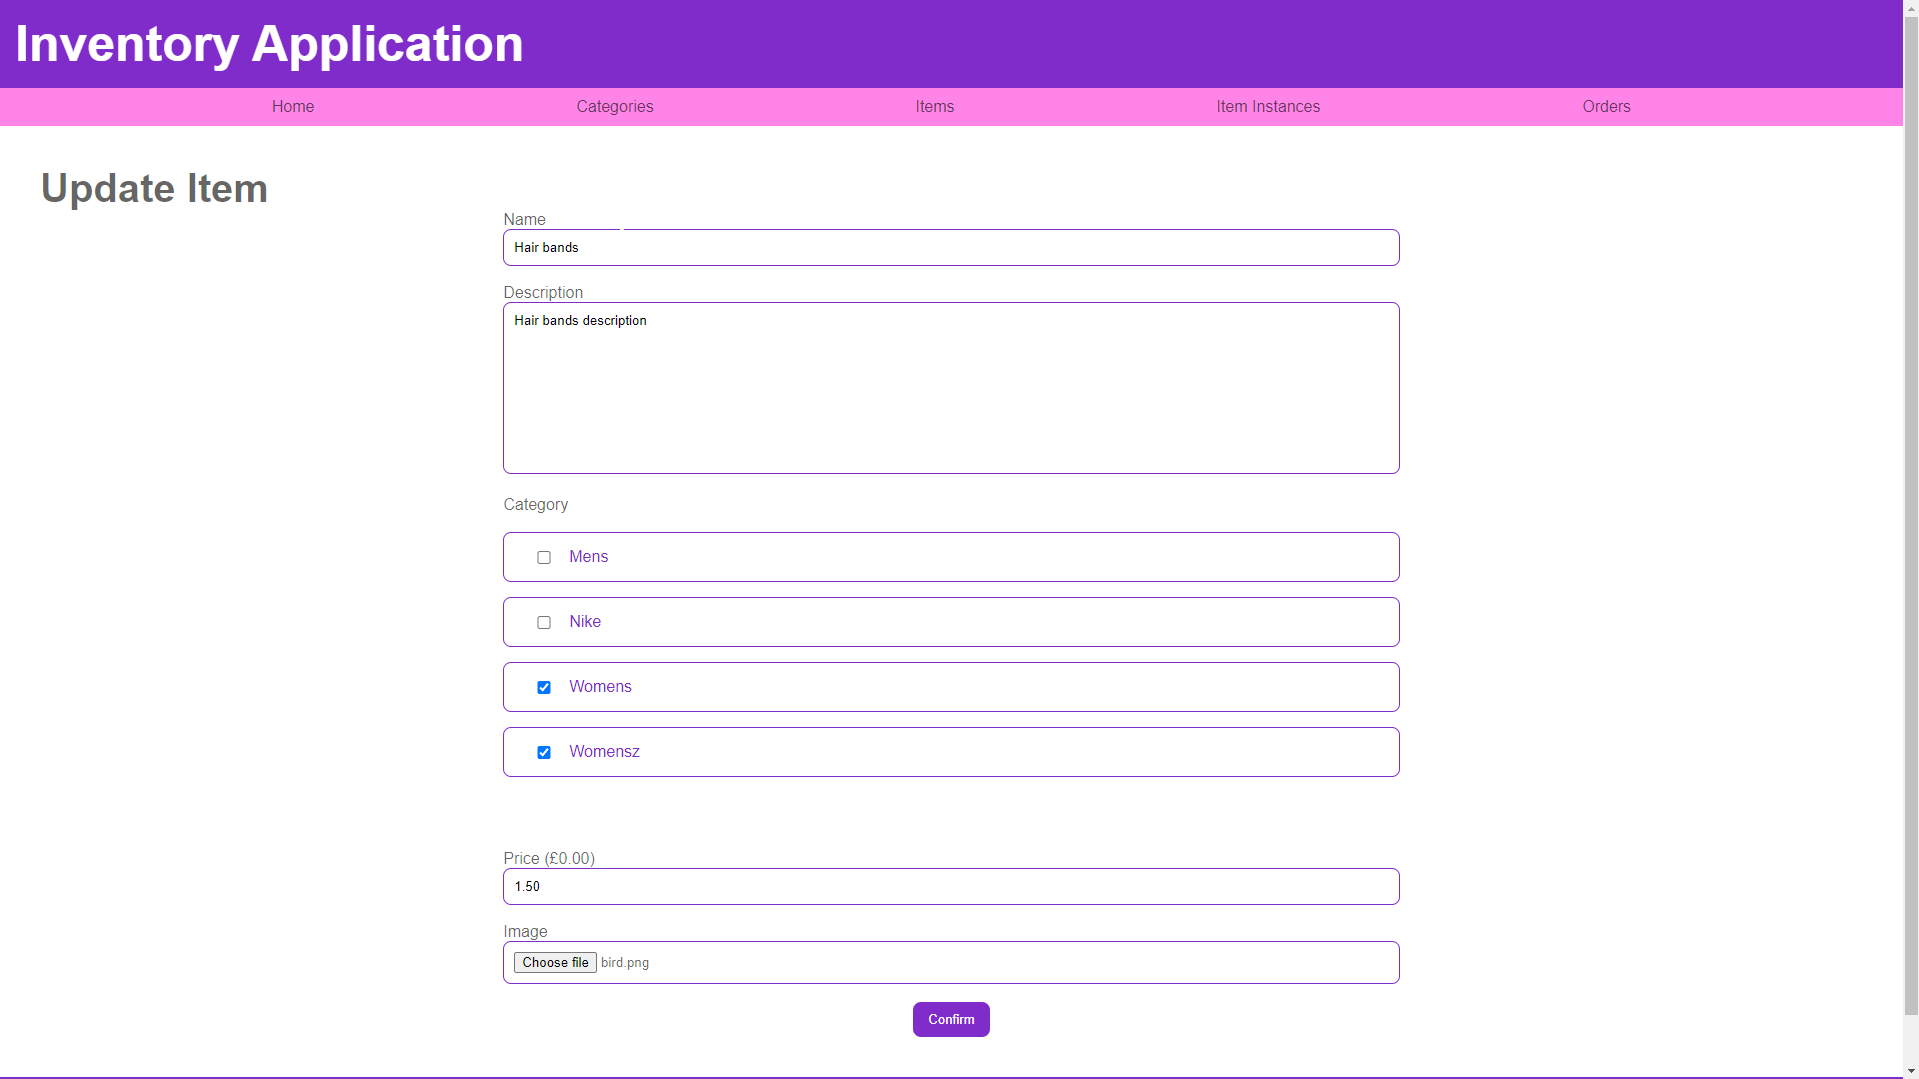 Inventory Application
Home Categories Items Item Instances Orders
Update Item
Name
Hair bands
Description
Hair bands description
Category
Mens
Nike
Womens
Womensz
Price (£0.00)
1.50
Image
Choose file bird.png
Confirm